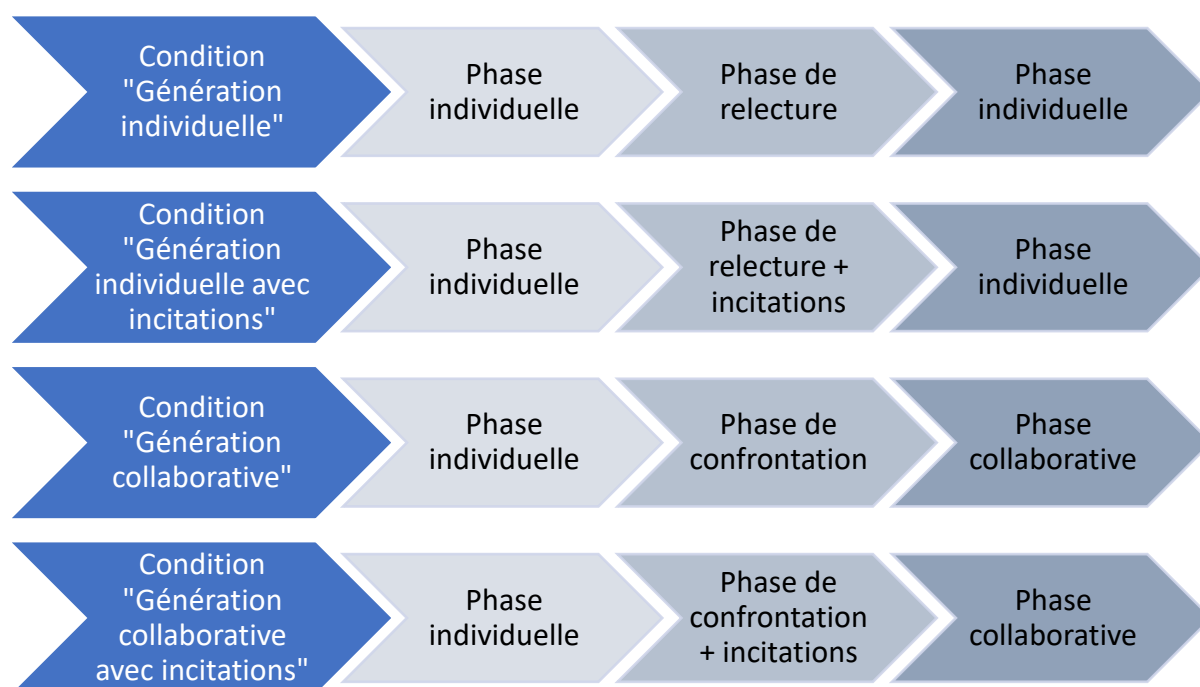 Condition
"Génération
individuelle"
Phase
individuelle
Phase de
relecture
Phase
individuelle
Condition
"Génération
individuelle avec
incitations"
Phase
individuelle
Phase de
relecture +
incitations
Phase
individuelle
Condition
"Génération
collaborative"
Phase
individuelle
Phase de
confrontation
Phase
collaborative
Condition
"Génération
collaborative
avec incitations"
Phase
individuelle
Phase de
confrontation
+ incitations
Phase
collaborative